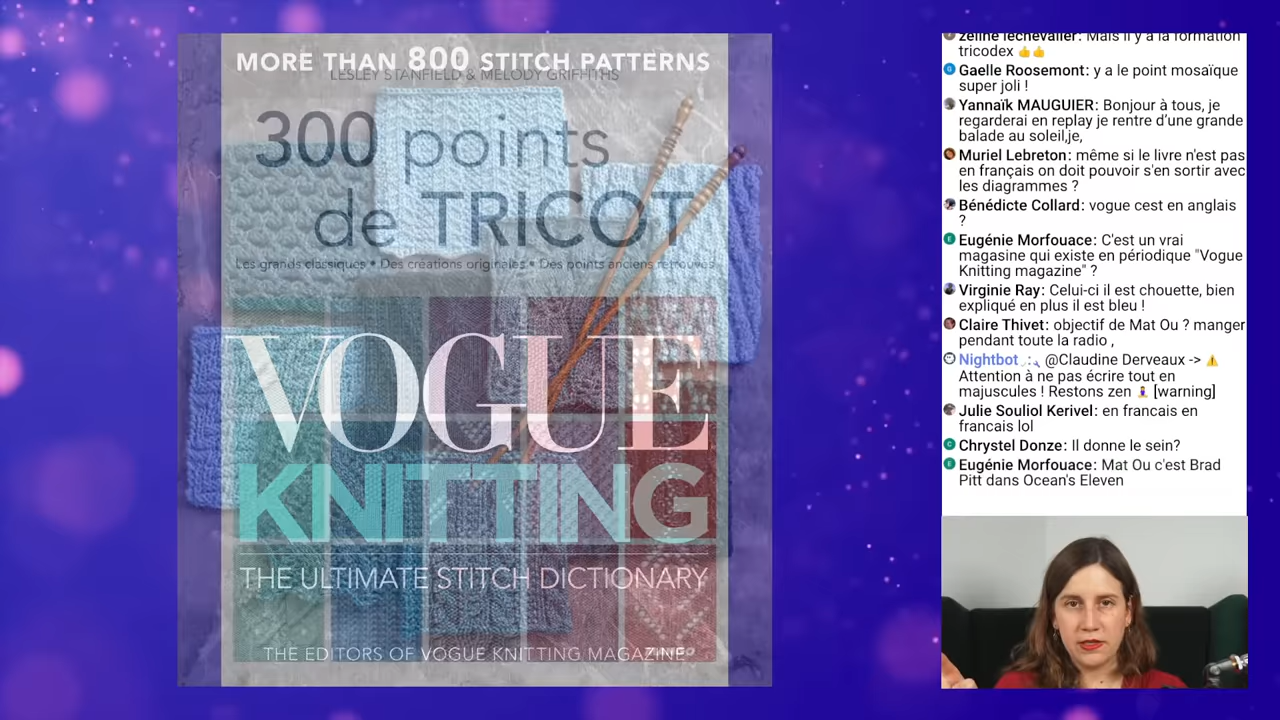 MORE THAN 800 STITCH PATTERNS
LESLEY STANFIELD & MELODY GRIFFITHS
300 points
de TRICOT
Les grands classiques • Des créations originales • Des points anciens retrouvés
VOGUE
KNITTING
THE ULTIMATE STITCH DICTIONARY
THE EDITORS OF VOGUE KNITTING MAGAZINE
zeline lechevalier: Mais il y a la formation
tricodex 👍👍
Gaelle Roosemont: y a le point mosaïque
super joli !
Yannaïk MAUGUIER: Bonjour à tous, je
regarderai en replay je rentre d’une grande
balade au soleil,je,
Muriel Lebreton: même si le livre n'est pas
en français on doit pouvoir s'en sortir avec
les diagrammes ?
Bénédicte Collard: vogue cest en anglais
?
Eugénie Morfouace: C'est un vrai
magasine qui existe en périodique "Vogue
Knitting magazine" ?
Virginie Ray: Celui-ci il est chouette, bien
expliqué en plus il est bleu !
Claire Thivet: objectif de Mat Ou ? manger
pendant toute la radio ,
Nightbot: @Claudine Derveaux -> ⚠️
Attention à ne pas écrire tout en
majuscules ! Restons zen 🧘‍♀️ [warning]
Julie Souliol Kerivel: en francais en
francais lol
Chrystel Donze: Il donne le sein?
Eugénie Morfouace: Mat Ou c'est Brad
Pitt dans Ocean's Eleven